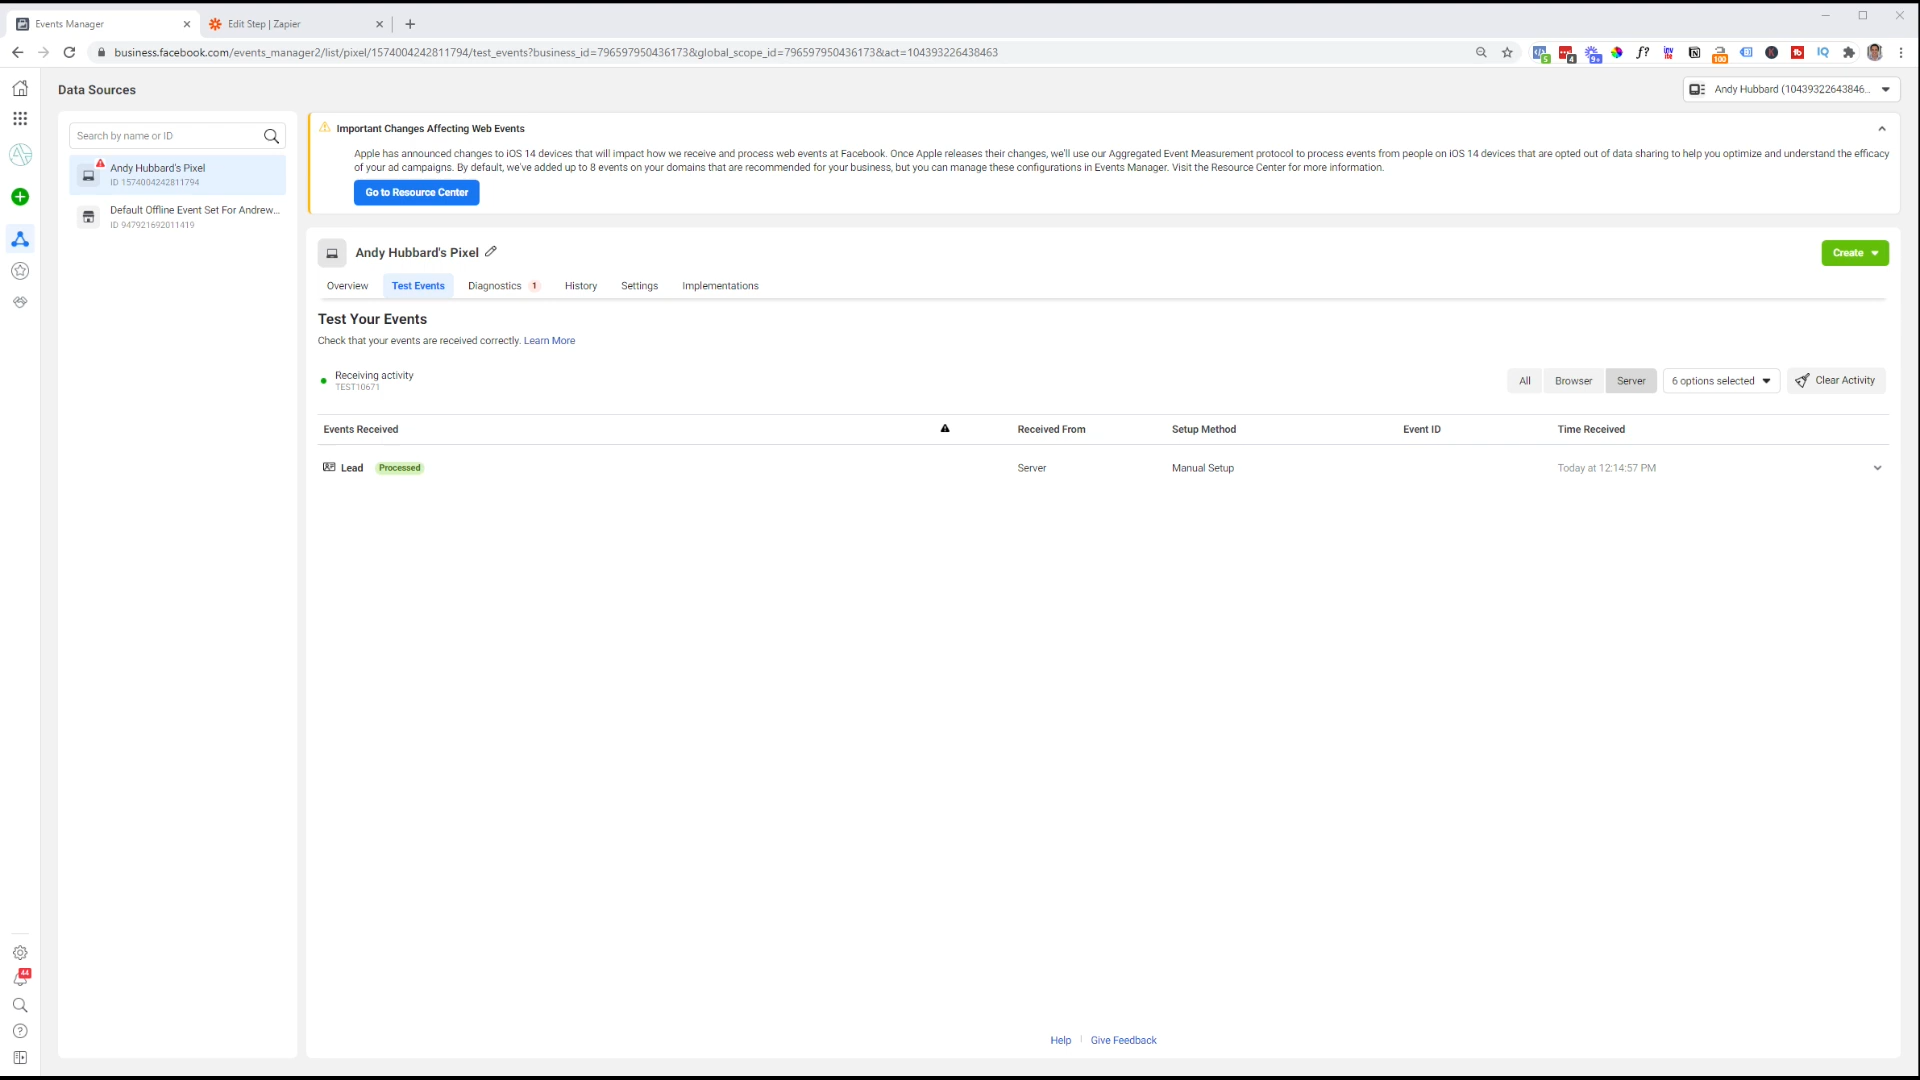 Events Manager
Edit Step | Zapier
business.facebook.com/events_manager2/list/pixel/1574004242811794/test_events?business_id=796597950436173&global_scope_id=796597950436173&act=104393226438463
5
4
9+
f?
inv
ite
100
tb
IQ
Data Sources
Andy Hubbard (10439322643846...
Search by name or ID
Andy Hubbard's Pixel
ID 1574004242811794
Default Offline Event Set For Andrew...
ID 947921692011419
Important Changes Affecting Web Events
Apple has announced changes to iOS 14 devices that will impact how we receive and process web events at Facebook. Once Apple releases their changes, we'll use our Aggregated Event Measurement protocol to process events from people on iOS 14 devices that are opted out of data sharing to help you optimize and understand the efficacy
of your ad campaigns. By default, we've added up to 8 events on your domains that are recommended for your business, but you can manage these configurations in Events Manager. Visit the Resource Center for more information.
Go to Resource Center
Andy Hubbard's Pixel
Create
Overview
Test Events
Diagnostics 1
History
Settings
Implementations
Test Your Events
Check that your events are received correctly. Learn More
Receiving activity
TEST10671
All
Browser
Server
6 options selected
Clear Activity
Events Received
Received From
Setup Method
Event ID
Time Received
Lead
Processed
Server
Manual Setup
Today at 12:14:57 PM
44
Help
Give Feedback